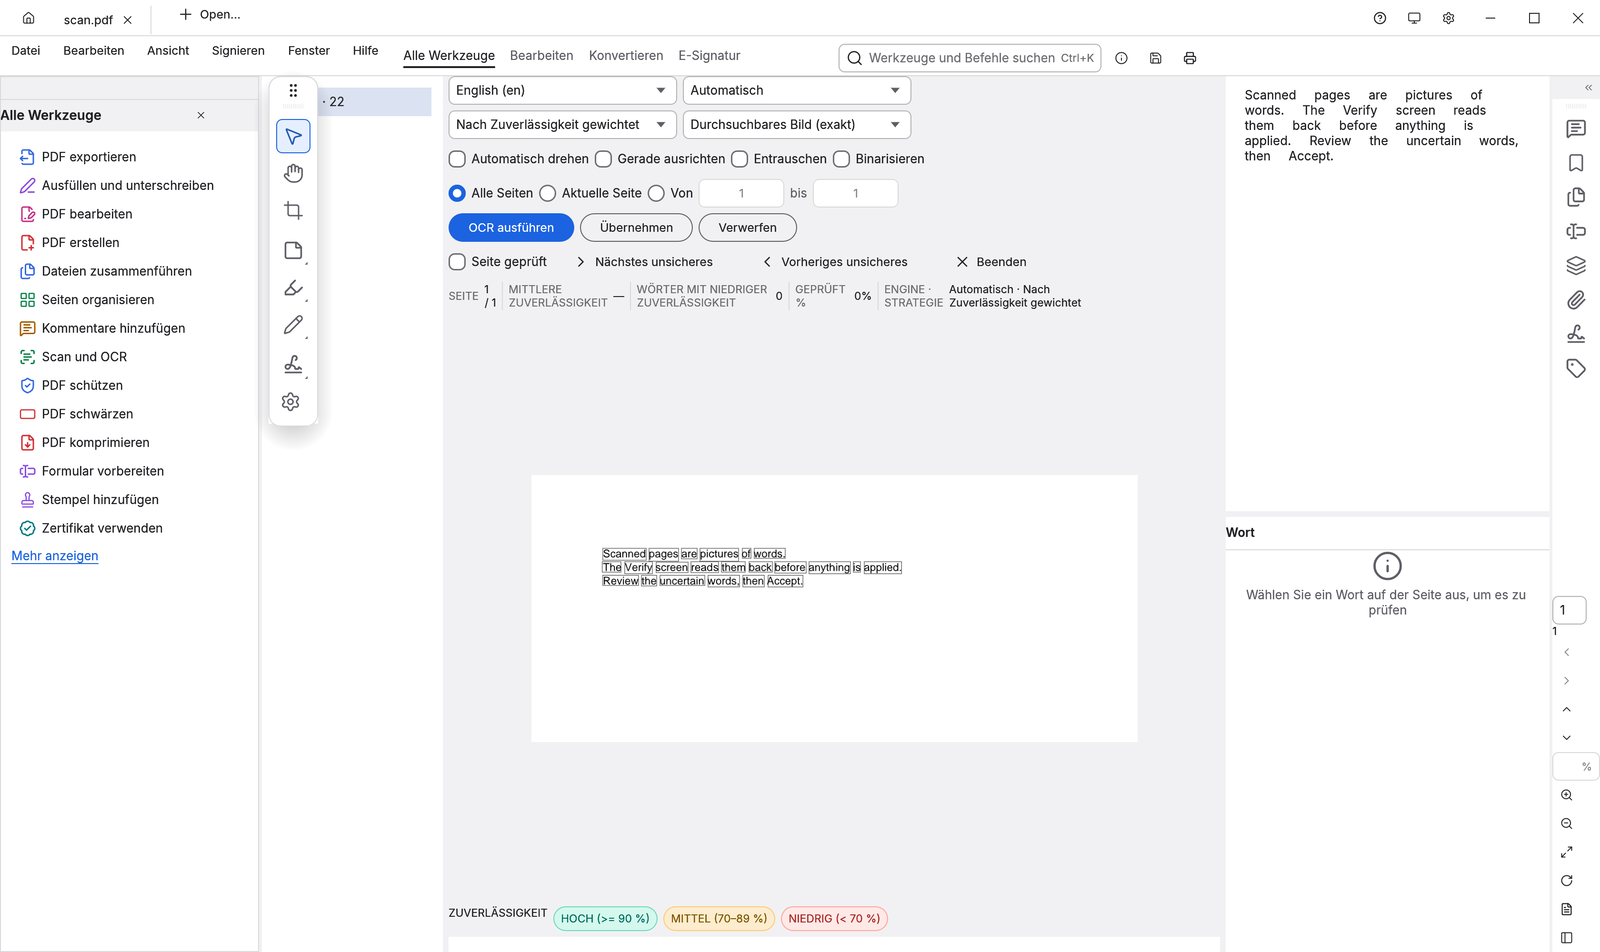 scan.pdf
Open...
Datei Bearbeiten Ansicht Signieren Fenster Hilfe
Alle Werkzeuge Bearbeiten Konvertieren E-Signatur
Werkzeuge und Befehle suchen Ctrl+K
Alle Werkzeuge
PDF exportieren
Ausfüllen und unterschreiben
PDF bearbeiten
PDF erstellen
Dateien zusammenführen
Seiten organisieren
Kommentare hinzufügen
Scan und OCR
PDF schützen
PDF schwärzen
PDF komprimieren
Formular vorbereiten
Stempel hinzufügen
Zertifikat verwenden
Mehr anzeigen
· 22
English (en) Automatisch
Nach Zuverlässigkeit gewichtet Durchsuchbares Bild (exakt)
Automatisch drehen Gerade ausrichten Entrauschen Binarisieren
Alle Seiten Aktuelle Seite Von 1 bis 1
OCR ausführen Übernehmen Verwerfen
Seite geprüft Nächstes unsicheres Vorheriges unsicheres Beenden
SEITE 1 / 1 MITTLERE ZUVERLÄSSIGKEIT — WÖRTER MIT NIEDRIGER ZUVERLÄSSIGKEIT 0 GEPRÜFT % 0% ENGINE · STRATEGIE Automatisch · Nach Zuverlässigkeit gewichtet
Scanned pages are pictures of words.
The Verify screen reads them back before anything is applied.
Review the uncertain words, then Accept.
ZUVERLÄSSIGKEIT HOCH (>= 90 %) MITTEL (70–89 %) NIEDRIG (< 70 %)
Scanned pages are pictures of
words. The Verify screen reads
them back before anything is
applied. Review the uncertain words,
then Accept.
Wort
Wählen Sie ein Wort auf der Seite aus, um es zu
prüfen
1
1
%